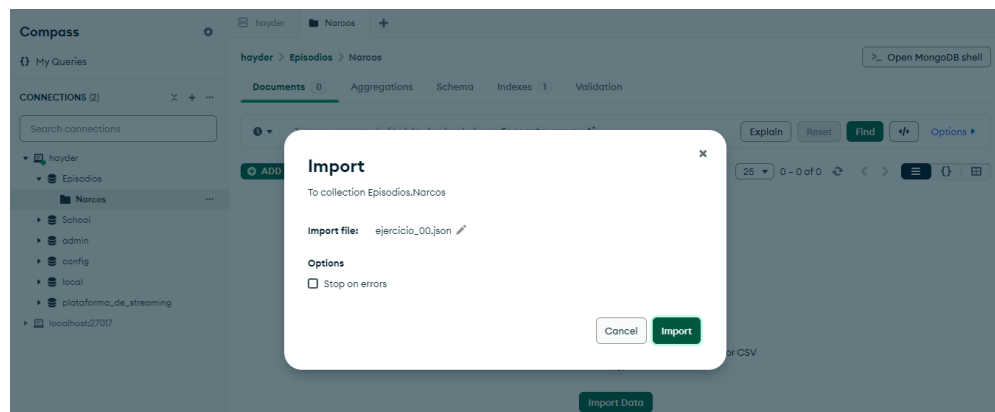 Compass
{} My Queries
CONNECTIONS (2)
Search connections
hayder
Episodios
Narcos
School
admin
config
local
plataforma_de_streaming
localhost:27017
hayder
Narcos
hayder > Episodios > Narcos
>_ Open MongoDB shell
Documents 0
Aggregations
Schema
Indexes 1
Validation
Explain
Reset
Find
Options
ADD
25
0 – 0 of 0
Import
To collection Episodios.Narcos
Import file: ejercicio_00.json
Options
Stop on errors
Cancel
Import
or CSV
Import Data